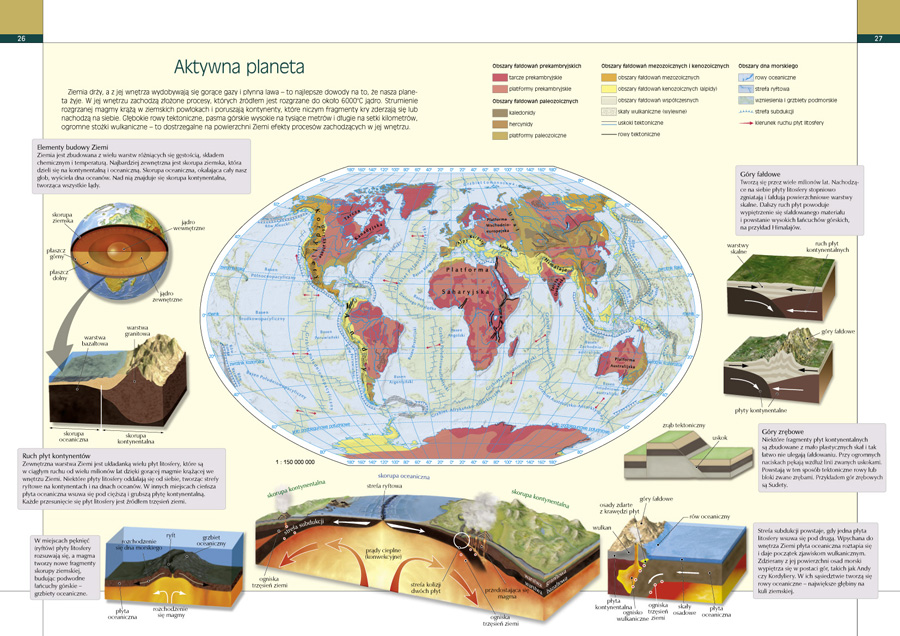 26
27
Aktywna planeta
Ziemia drży, a z jej wnętrza wydobywają się gorące gazy i płynna lawa – to najlepsze dowody na to, że nasza plane-
ta żyje. W jej wnętrzu zachodzą złożone procesy, których źródłem jest rozgrzane do około 6000°C jądro. Strumienie
rozgrzanej magmy krążą w ziemskich powłokach i poruszają kontynenty, które niczym fragmenty kry zderzają się lub
nachodzą na siebie. Głębokie rowy tektoniczne, pasma górskie wysokie na tysiące metrów i długie na setki kilometrów,
ogromne stożki wulkaniczne – to dostrzegalne na powierzchni Ziemi efekty procesów zachodzących w jej wnętrzu.
Obszary fałdowań prekambryjskich
tarcze prekambryjskie
platformy prekambryjskie
Obszary fałdowań paleozoicznych
kaledonidy
hercynidy
platformy paleozoiczne
Obszary fałdowań mezozoicznych i kenozoicznych
obszary fałdowań mezozoicznych
obszary fałdowań kenozoicznych (alpidy)
obszary fałdowań współczesnych
skały wulkaniczne (wylewne)
uskoki tektoniczne
rowy tektoniczne
Obszary dna morskiego
rowy oceaniczne
strefa ryftowa
wzniesienia i grzbiety podmorskie
strefa subdukcji
kierunek ruchu płyt litosfery
Elementy budowy Ziemi
Ziemia jest zbudowana z wielu warstw różniących się gęstością, składem
chemicznym i temperaturą. Najbardziej zewnętrzna jest skorupa ziemska, która
dzieli się na kontynentalną i oceaniczną. Skorupa oceaniczna, okalająca cały nasz
glob, wyściela dna oceanów. Nad nią znajduje się skorupa kontynentalna,
tworząca wszystkie lądy.
skorupa
ziemska
jądro
wewnętrzne
płaszcz
górny
płaszcz
dolny
jądro
zewnętrzne
warstwa
bazaltowa
warstwa
granitowa
skorupa
oceaniczna
skorupa
kontynentalna
Platforma
Saharyjska
Platforma
Wschodnio-
europejska
Platforma
Australijska
Tarcza
Kanadyjska
1 : 150 000 000
Góry fałdowe
Tworzą się przez wiele milionów lat. Nachodzą-
ce na siebie płyty litosfery stopniowo
zgniatają i fałdują powierzchniowe warstwy
skalne. Dalszy ruch płyt powoduje
wypiętrzenie się sfałdowanego materiału
i powstanie wysokich łańcuchów górskich,
na przykład Himalajów.
warstwy
skalne
ruch płyt
kontynentalnych
góry fałdowe
płyty kontynentalne
zrąb tektoniczny
uskok
Góry zrębowe
Niektóre fragmenty płyt kontynentalnych
są zbudowane z mało plastycznych skał i tak
łatwo nie ulegają fałdowaniu. Przy ogromnych
naciskach pękają wzdłuż linii zwanych uskokami.
Powstają w ten sposób tektoniczne rowy lub
bloki zwane zrębami. Przykładem gór zrębowych
są Sudety.
Ruch płyt kontynentów
Zewnętrzna warstwa Ziemi jest układanką wielu płyt litosfery, które są
w ciągłym ruchu od wielu milionów lat dzięki gorącej magmie krążącej we
wnętrzu Ziemi. Niektóre płyty litosfery oddalają się od siebie, tworząc strefy
ryftowe na kontynentach i na dnach oceanów. W innych miejscach cieńsza
płyta oceaniczna wsuwa się pod cięższą i grubszą płytę kontynentalną.
Każde przesunięcie się płyt litosfery jest źródłem trzęsień ziemi.
W miejscach pęknięć
(ryftów) płyty litosfery
rozsuwają się, a magma
tworzy nowe fragmenty
skorupy ziemskiej,
budując podwodne
łańcuchy górskie –
grzbiety oceaniczne.
rozchodzenie
się dna morskiego
ryft
grzbiet
oceaniczny
płyta
oceaniczna
rozchodzenie
się magmy
skorupa kontynentalna
skorupa oceaniczna
strefa ryftowa
skorupa kontynentalna
strefa subdukcji
prądy cieplne
(konwekcyjne)
ogniska
trzęsień ziemi
strefa kolizji
dwóch płyt
przedostająca się
magma
ognisko
trzęsień ziemi
osady zdarte
z krawędzi płyt
góry fałdowe
wulkan
rów oceaniczny
płyta
kontynentalna
ognisko
wulkaniczne
ogniska
trzęsień
ziemi
skały
osadowe
płyta
oceaniczna
Strefa subdukcji powstaje, gdy jedna płyta
litosfery wsuwa się pod drugą. Wpychana do
wnętrza Ziemi płyta oceaniczna roztapia się
i daje początek zjawiskom wulkanicznym.
Zdzierany z jej powierzchni osad morski
wypiętrza się w postaci gór, takich jak Andy
czy Kordyliery. W ich sąsiedztwie tworzą się
rowy oceaniczne – największe głębiny na
kuli ziemskiej.